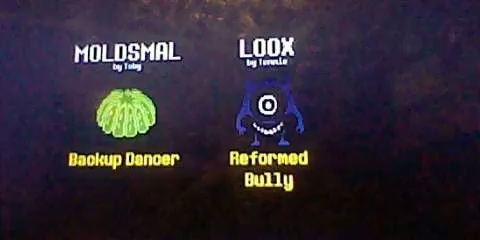 MOLDSMAL
by Toby
Backup Dancer
LOOX
by Temmie
Reformed
Bully